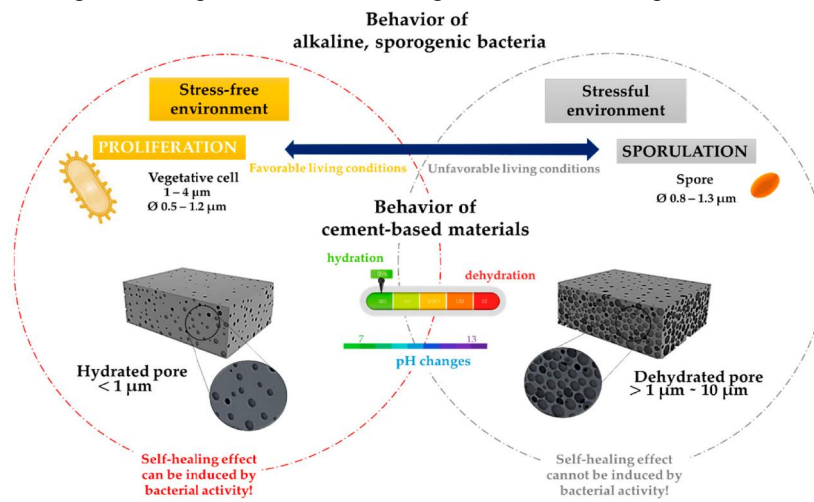 Behavior of
alkaline, sporogenic bacteria
Stress-free
environment
Stressful
environment
PROLIFERATION
SPORULATION
Favorable living conditions
Unfavorable living conditions
Vegetative cell
1 – 4 µm
Ø 0.5 – 1.2 µm
Spore
Ø 0.8 – 1.3 µm
Behavior of
cement-based materials
hydration
dehydration
7
13
pH changes
Hydrated pore
< 1 µm
Dehydrated pore
> 1 µm ~ 10 µm
Self-healing effect
can be induced by
bacterial activity!
Self-healing effect
cannot be induced by
bacterial activity!